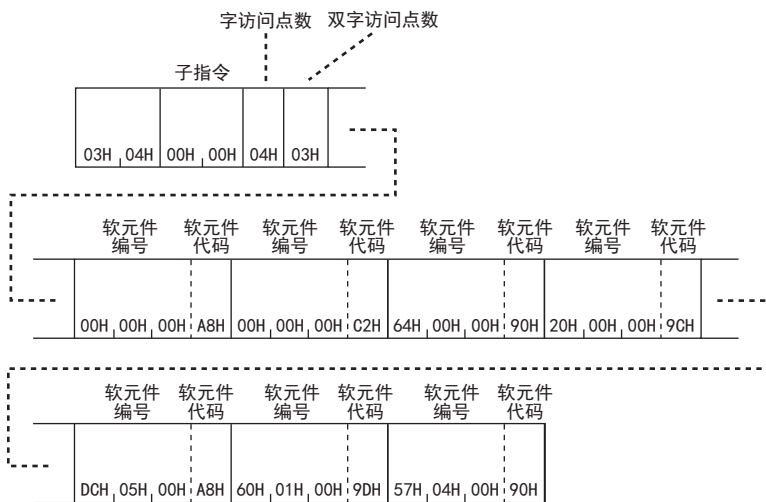 字访问点数 双字访问点数
子指令
03H 04H 00H 00H 04H 03H
软元件编号 软元件代码 软元件编号 软元件代码 软元件编号 软元件代码 软元件编号 软元件代码
00H 00H 00H A8H 00H 00H 00H C2H 64H 00H 00H 90H 20H 00H 00H 9CH
软元件编号 软元件代码 软元件编号 软元件代码 软元件编号 软元件代码
DCH 05H 00H A8H 60H 01H 00H 9DH 57H 04H 00H 90H